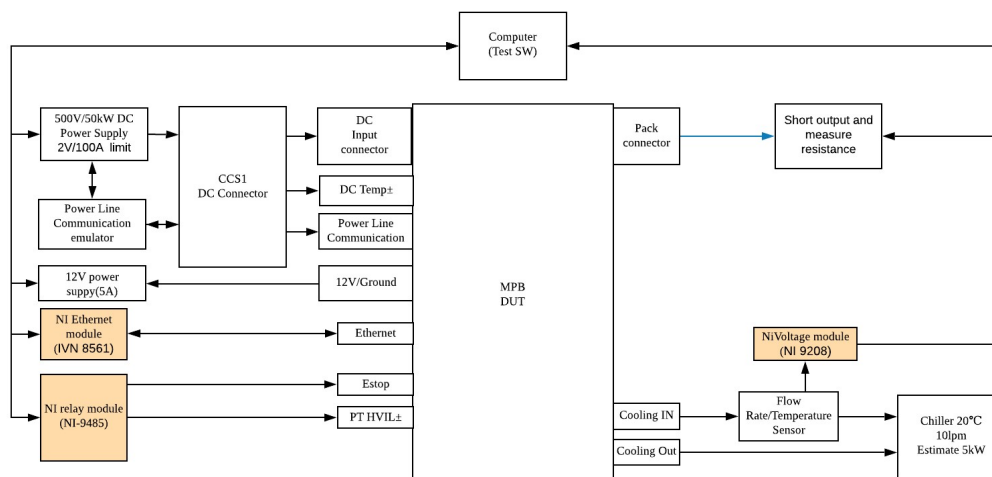 Computer
(Test SW)
500V/50kW DC
Power Supply
2V/100A limit
CCS1
DC Connector
DC
Input
connector
Pack
connector
Short output and
measure
resistance
DC Temp±
Power Line
Communication
emulator
Power Line
Communication
12V power
suppy(5A)
12V/Ground
MPB
DUT
NI Ethernet
module
(IVN 8561)
Ethernet
NiVoltage module
(NI 9208)
NI relay module
(NI-9485)
Estop
PT HVIL±
Cooling IN
Flow
Rate/Temperature
Sensor
Chiller 20℃
10lpm
Estimate 5kW
Cooling Out